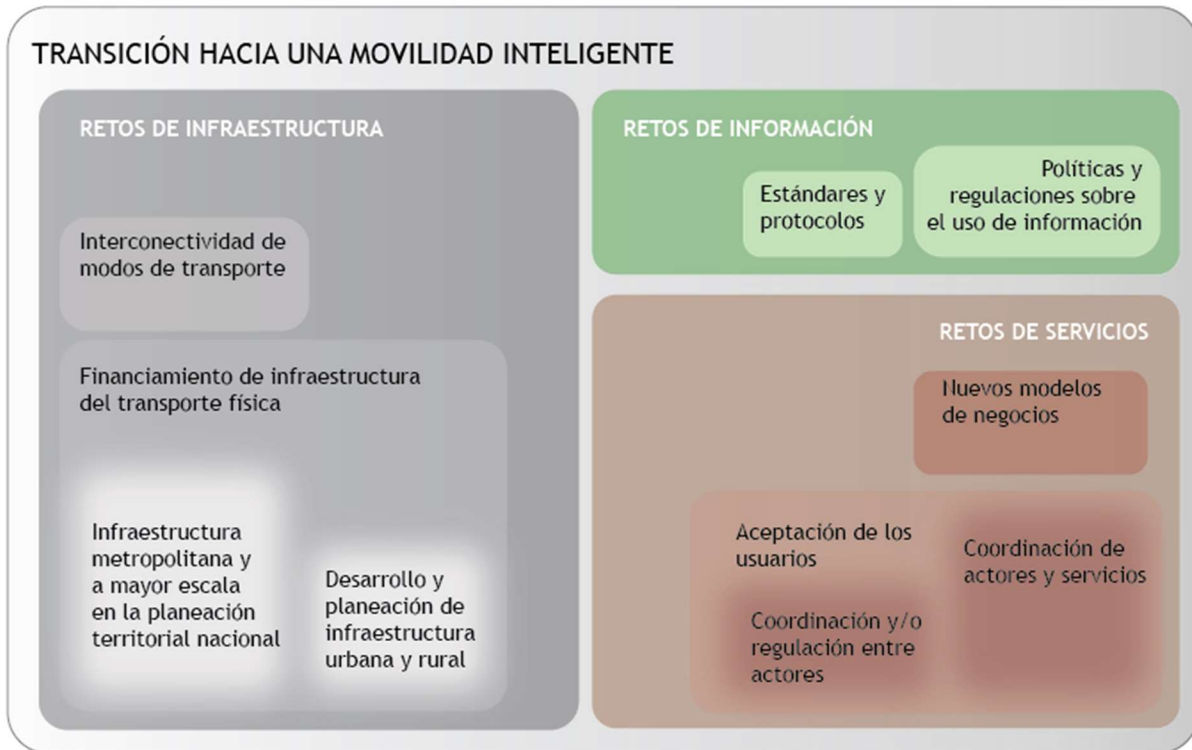 TRANSICIÓN HACIA UNA MOVILIDAD INTELIGENTE
RETOS DE INFRAESTRUCTURA
Interconectividad de
modos de transporte
Financiamiento de infraestructura
del transporte física
Infraestructura
metropolitana y
a mayor escala
en la planeación
territorial nacional
Desarrollo y
planeación de
infraestructura
urbana y rural
RETOS DE INFORMACIÓN
Estándares y
protocolos
Políticas y
regulaciones sobre
el uso de información
RETOS DE SERVICIOS
Nuevos modelos
de negocios
Aceptación de los
usuarios
Coordinación y/o
regulación entre
actores
Coordinación de
actores y servicios